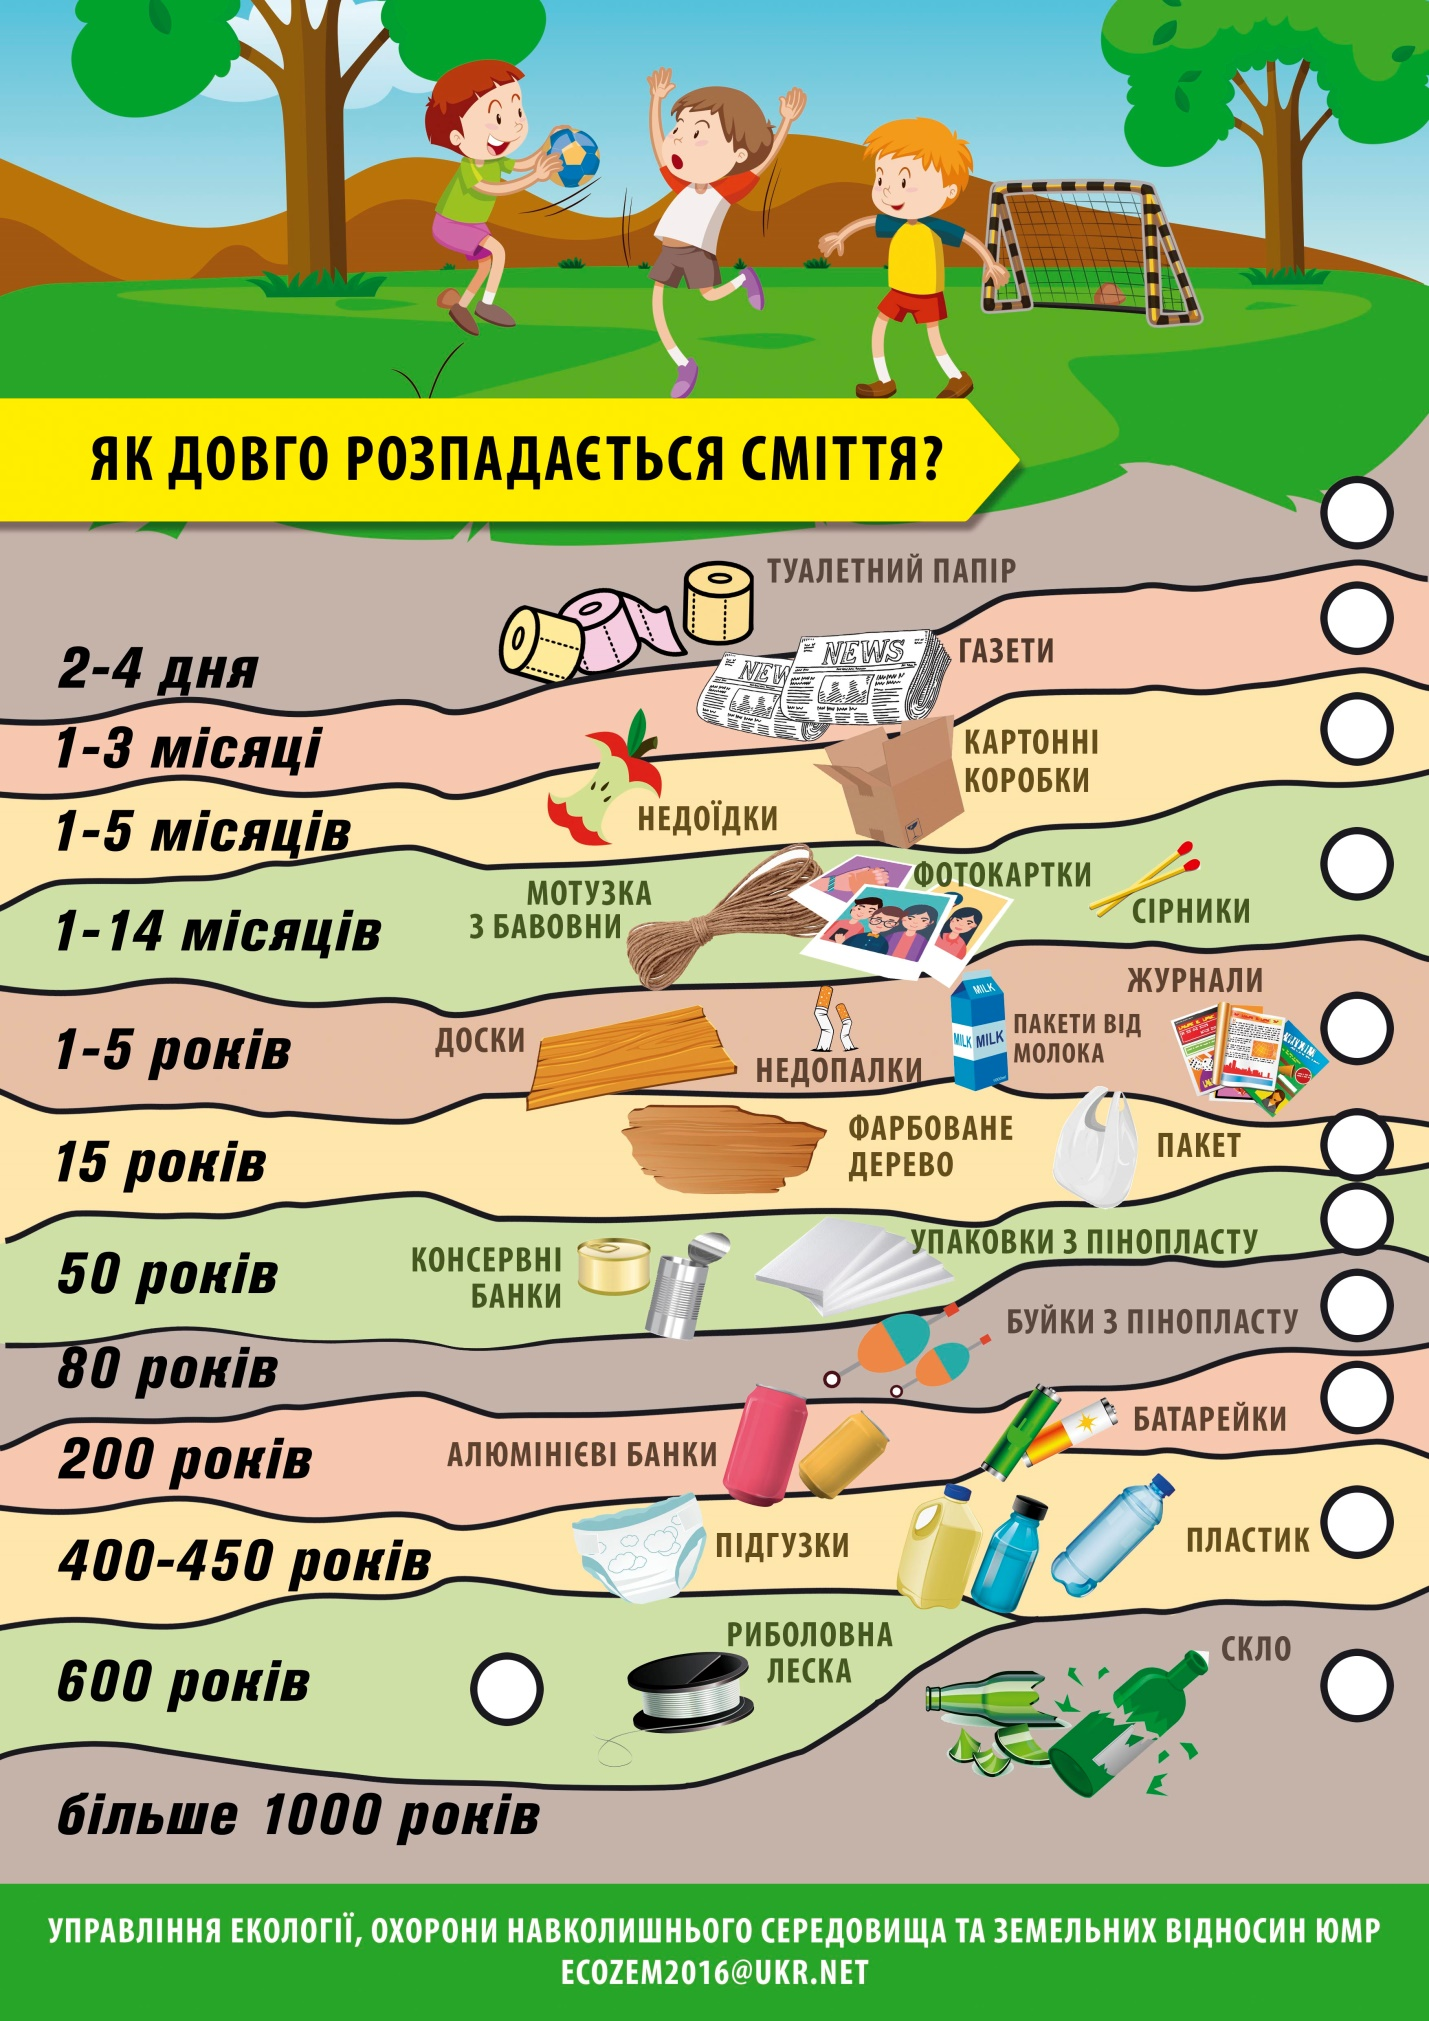 ЯК ДОВГО РОЗПАДАЄТЬСЯ СМІТТЯ?
ТУАЛЕТНИЙ ПАПІР
2-4 дня
NEWS
NEWS
ГАЗЕТИ
1-3 місяці
КАРТОННІ
КОРОБКИ
НЕДОЇДКИ
1-5 місяців
МОТУЗКА
З БАВОВНИ
ФОТОКАРТКИ
СІРНИКИ
1-14 місяців
ЖУРНАЛИ
ДОСКИ
НЕДОПАЛКИ
MILK
MILK
MILK
ПАКЕТИ ВІД
МОЛОКА
1-5 років
ФАРБОВАНЕ
ДЕРЕВО
ПАКЕТ
15 років
КОНСЕРВНІ
БАНКИ
УПАКОВКИ З ПІНОПЛАСТУ
50 років
БУЙКИ З ПІНОПЛАСТУ
80 років
АЛЮМІНІЄВІ БАНКИ
БАТАРЕЙКИ
200 років
ПІДГУЗКИ
ПЛАСТИК
400-450 років
РИБОЛОВНА
ЛЕСКА
600 років
СКЛО
більше 1000 років
УПРАВЛІННЯ ЕКОЛОГІЇ, ОХОРОНИ НАВКОЛИШНЬОГО СЕРЕДОВИЩА ТА ЗЕМЕЛЬНИХ ВІДНОСИН ЮМР
ECOZEM2016@UKR.NET